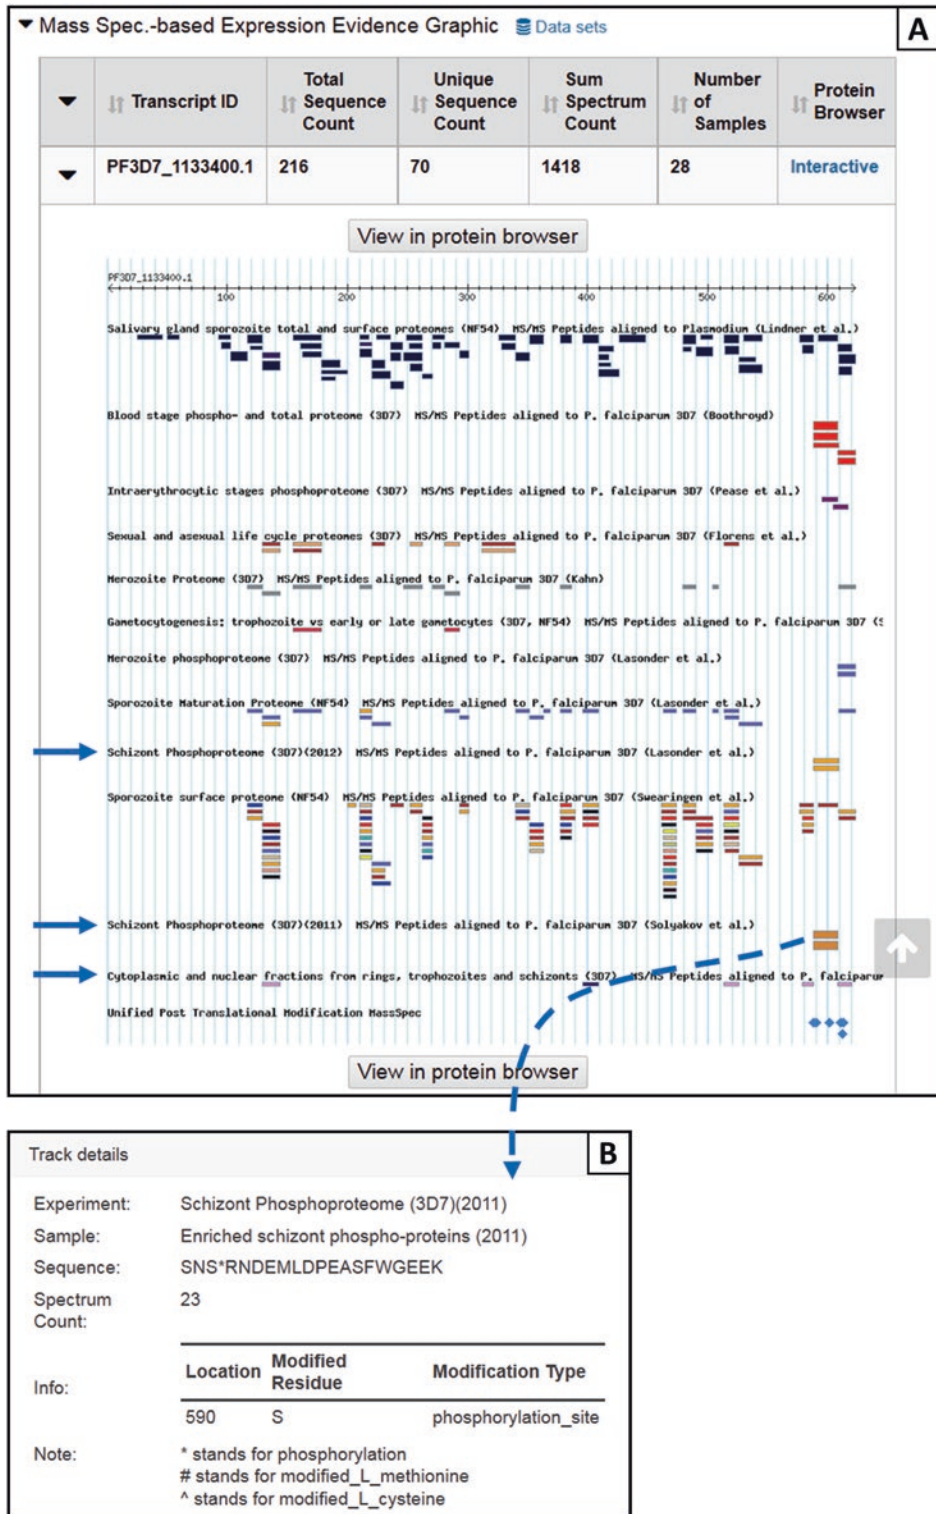 Mass Spec.-based Expression Evidence Graphic Data sets
A
Transcript ID Total Sequence Count Unique Sequence Count Sum Spectrum Count Number of Samples Protein Browser
PF3D7_1133400.1 216 70 1418 28 Interactive
View in protein browser
PF3D7_1133400.1
100 200 300 400 500 600
Salivary gland sporozoite total and surface proteomes (NF54) MS/MS Peptides aligned to Plasmodium (Lindner et al.)
Blood stage phospho- and total proteome (3D7) MS/MS Peptides aligned to P. falciparum 3D7 (Boothroyd)
Intraerythrocytic stages phosphoproteome (3D7) MS/MS Peptides aligned to P. falciparum 3D7 (Pease et al.)
Sexual and asexual life cycle proteomes (3D7) MS/MS Peptides aligned to P. falciparum 3D7 (Florens et al.)
Merozoite Proteome (3D7) MS/MS Peptides aligned to P. falciparum 3D7 (Kahn)
Gametocytogenesis: trophozoite vs early or late gametocytes (3D7, NF54) MS/MS Peptides aligned to P. falciparum 3D7 (
Merozoite phosphoproteome (3D7) MS/MS Peptides aligned to P. falciparum 3D7 (Lasonder et al.)
Sporozoite Maturation Proteome (NF54) MS/MS Peptides aligned to P. falciparum 3D7 (Lasonder et al.)
Schizont Phosphoproteome (3D7)(2012) MS/MS Peptides aligned to P. falciparum 3D7 (Lasonder et al.)
Sporozoite surface proteome (NF54) MS/MS Peptides aligned to P. falciparum 3D7 (Swearingen et al.)
Schizont Phosphoproteome (3D7)(2011) MS/MS Peptides aligned to P. falciparum 3D7 (Solyakov et al.)
Cytoplasmic and nuclear fractions from rings, trophozoites and schizonts (3D7) MS/MS Peptides aligned to P. falciparum
Unified Post Translational Modification MassSpec
View in protein browser
B
Track details
Experiment: Schizont Phosphoproteome (3D7)(2011)
Sample: Enriched schizont phospho-proteins (2011)
Sequence: SNS*RNDEMLDPEASFWGEEK
Spectrum Count: 23
Info:
Location Modified Residue Modification Type
590 S phosphorylation_site
Note: * stands for phosphorylation
# stands for modified_L_methionine
^ stands for modified_L_cysteine